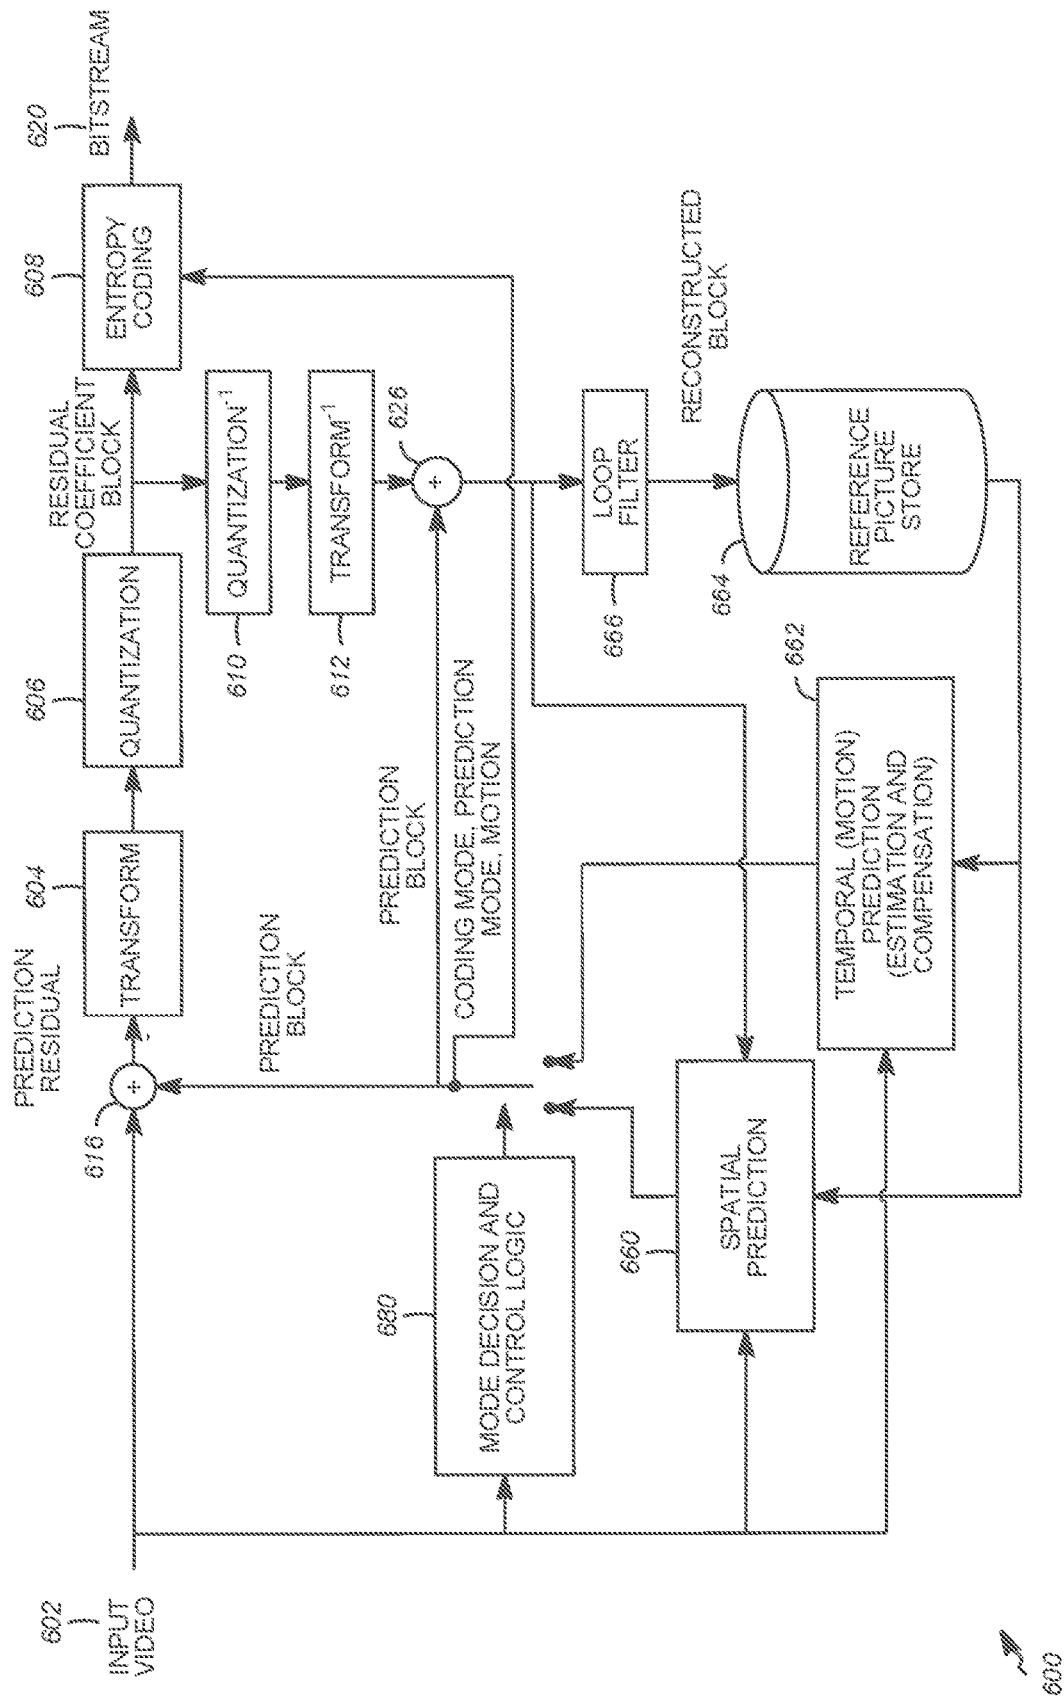 602
INPUT
VIDEO
616
PREDICTION
RESIDUAL
+
-
604
TRANSFORM
606
QUANTIZATION
RESIDUAL
COEFFICIENT
BLOCK
608
ENTROPY
CODING
620
BITSTREAM
PREDICTION
BLOCK
610
QUANTIZATION-1
612
TRANSFORM-1
626
+
PREDICTION
BLOCK
CODING MODE, PREDICTION
MODE, MOTION
680
MODE DECISION AND
CONTROL LOGIC
666
LOOP
FILTER
RECONSTRUCTED
BLOCK
660
SPATIAL
PREDICTION
662
TEMPORAL (MOTION)
PREDICTION
(ESTIMATION AND
COMPENSATION)
664
REFERENCE
PICTURE
STORE
600